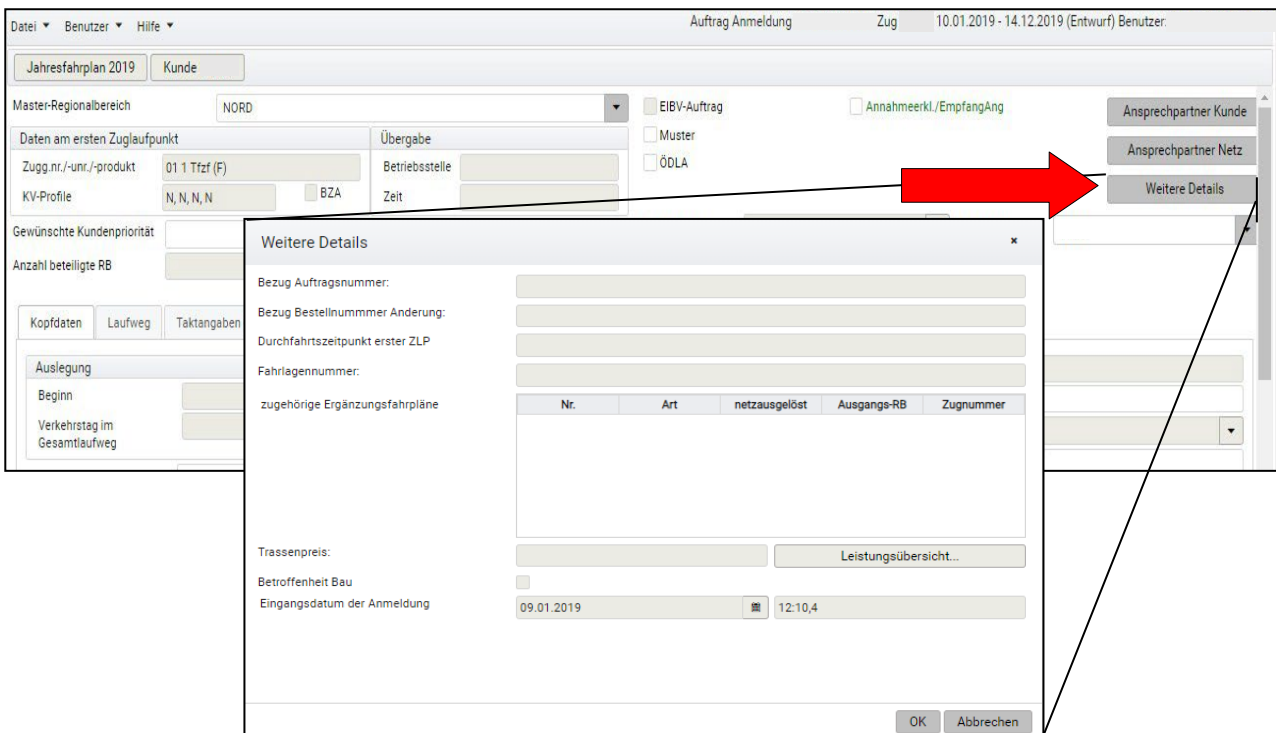 Datei Benutzer Hilfe Auftrag Anmeldung Zug 10.01.2019 - 14.12.2019 (Entwurf) Benutzer:
Jahresfahrplan 2019 Kunde
Master-Regionalbereich NORD EIBV-Auftrag Annahmeerkl./EmpfangAng Ansprechpartner Kunde
Daten am ersten Zuglaufpunkt Übergabe Muster Ansprechpartner Netz
Zugg.nr./-unr./-produkt 01 1 Tfzf (F) Betriebsstelle ÖDLA
KV-Profile N, N, N, N BZA Zeit Weitere Details
Gewünschte Kundenpriorität
Anzahl beteiligte RB
Kopfdaten Laufweg Taktangaben
Auslegung
Beginn
Verkehrstag im
Gesamtlaufweg
Weitere Details ×
Bezug Auftragsnummer:
Bezug Bestellnummmer Anderung:
Durchfahrtszeitpunkt erster ZLP
Fahrlagennummer:
zugehörige Ergänzungsfahrpläne Nr. Art netzausgelöst Ausgangs-RB Zugnummer
Trassenpreis: Leistungsübersicht...
Betroffenheit Bau
Eingangsdatum der Anmeldung 09.01.2019 12:10,4
OK Abbrechen